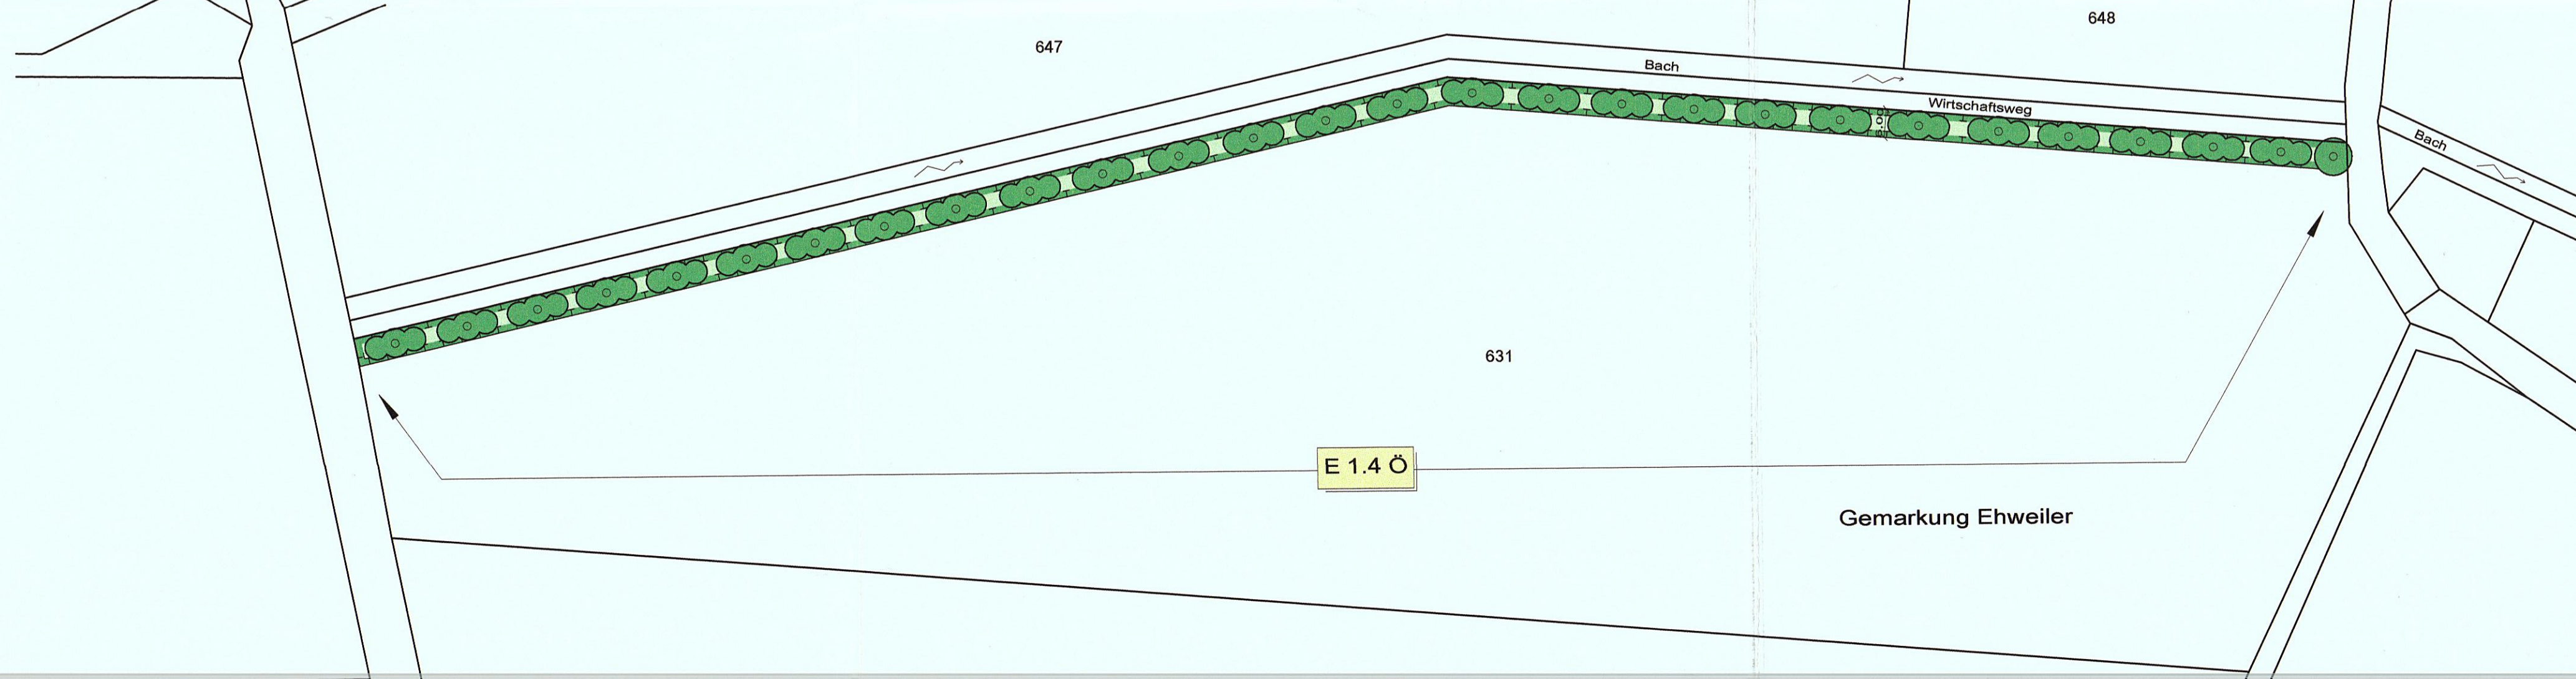 648
647
Bach
Wirtschaftsweg
Bach
631
E 1.4 Ö
Gemarkung Ehweiler